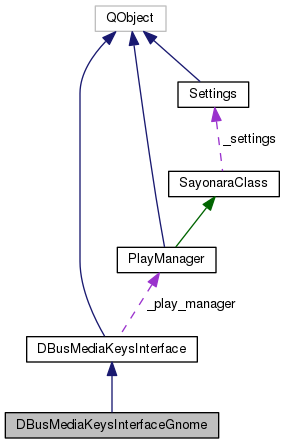 QObject
Settings
_settings
SayonaraClass
PlayManager
_play_manager
DBusMediaKeysInterface
DBusMediaKeysInterfaceGnome